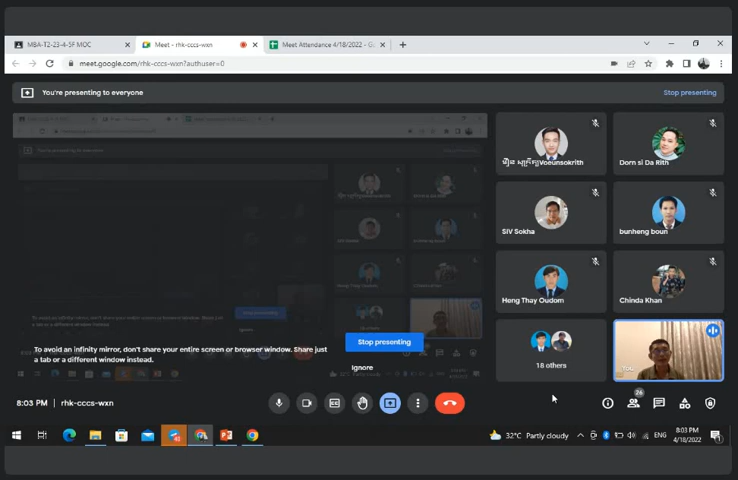 MBA-T2-23-4-5F MOC
Meet - rhk-cccs-wxn
Meet Attendance 4/18/2022 - Go
meet.google.com/rhk-cccs-wxn?authuser=0
You're presenting to everyone
Stop presenting
Voeunsokrith
Dorn si Da Rith
SIV Sokha
bunheng boun
Heng Thay Oudom
Chinda Khan
18 others
You
To avoid an infinity mirror, don't share your entire screen or browser window. Share just
a tab or a different window instead.
Stop presenting
Ignore
8:03 PM
rhk-cccs-wxn
26
32°C Partly cloudy
ENG
8:03 PM
4/18/2022